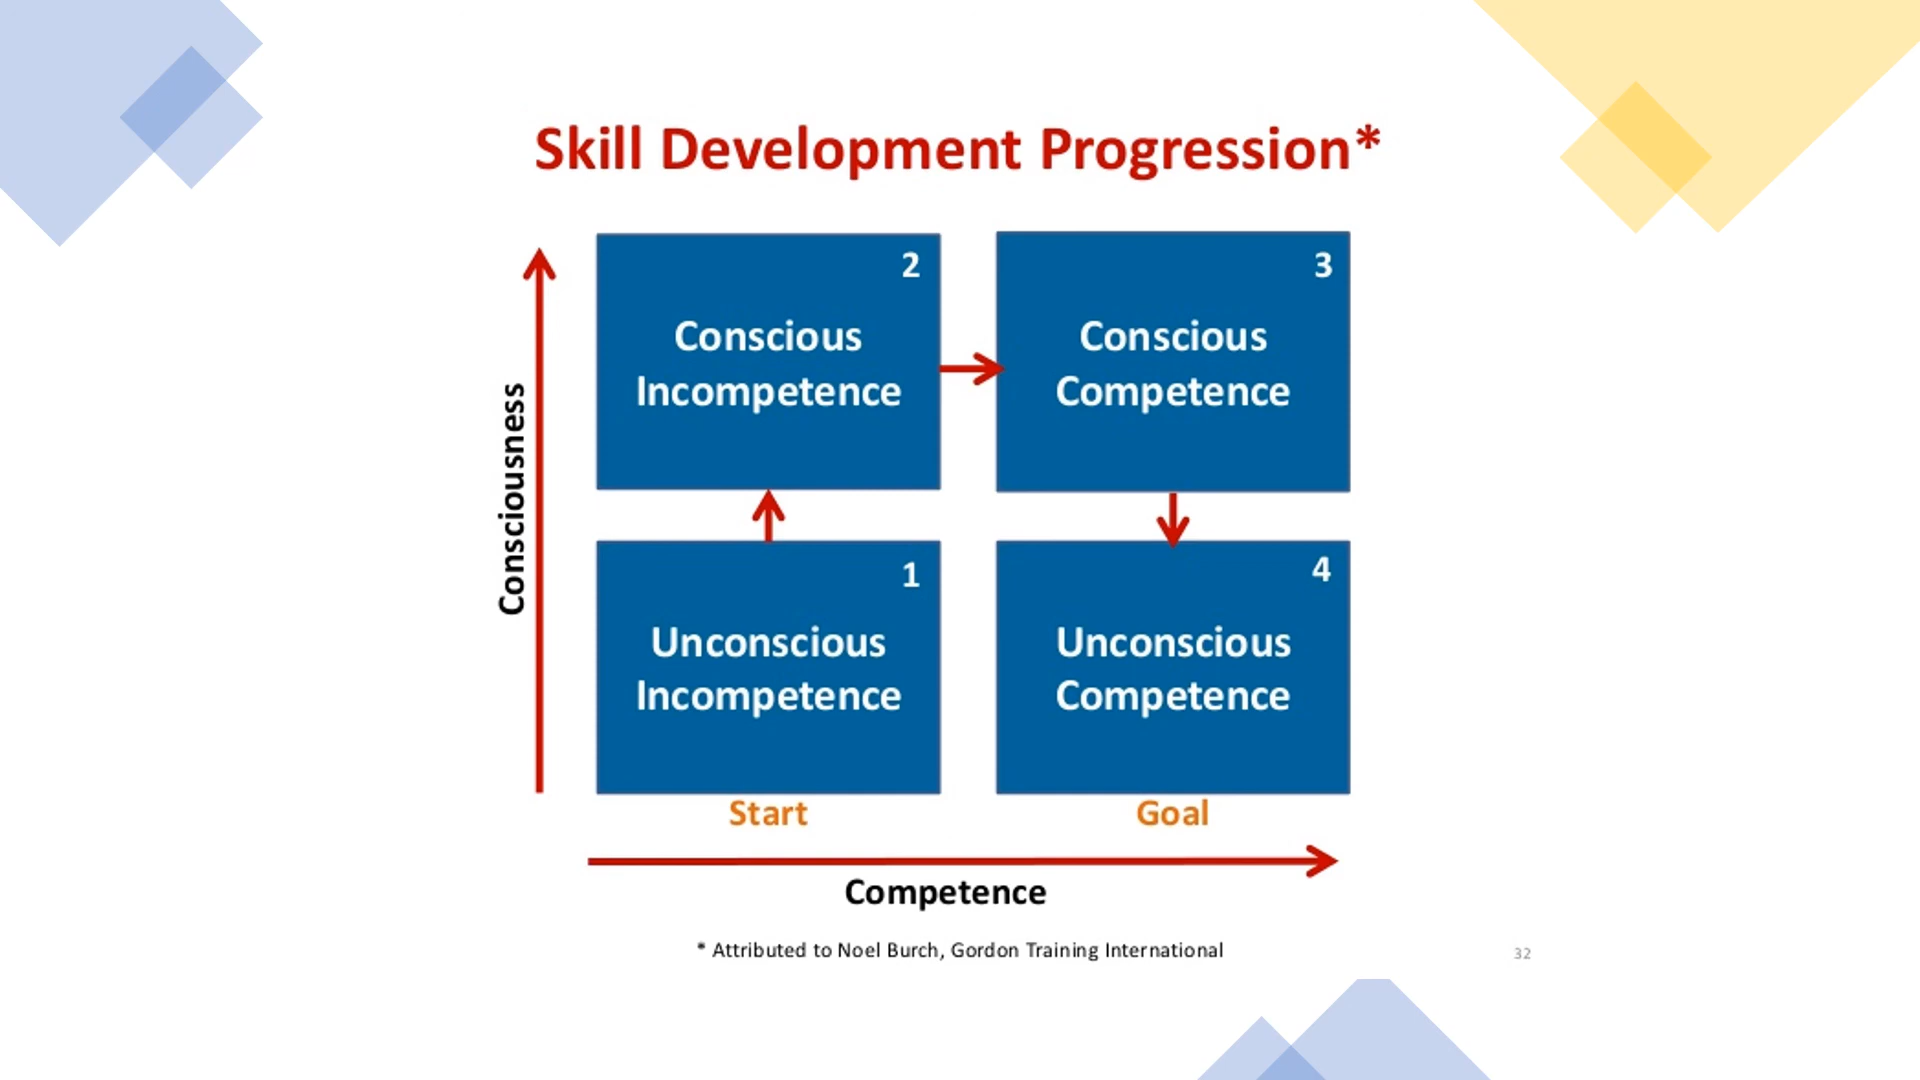 Skill Development Progression*
2
Conscious
Incompetence
3
Conscious
Competence
Consciousness
1
Unconscious
Incompetence
4
Unconscious
Competence
Start
Goal
Competence
* Attributed to Noel Burch, Gordon Training International
32